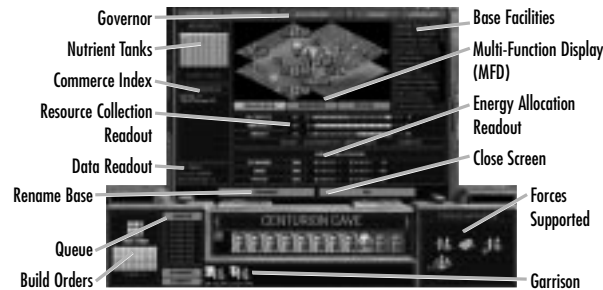 Governor
Nutrient Tanks
Commerce Index
Resource Collection
Readout
Data Readout
Rename Base
Queue
Build Orders
Base Facilities
Multi-Function Display
(MFD)
Energy Allocation
Readout
Close Screen
Forces
Supported
Garrison
CENTURION CAVE